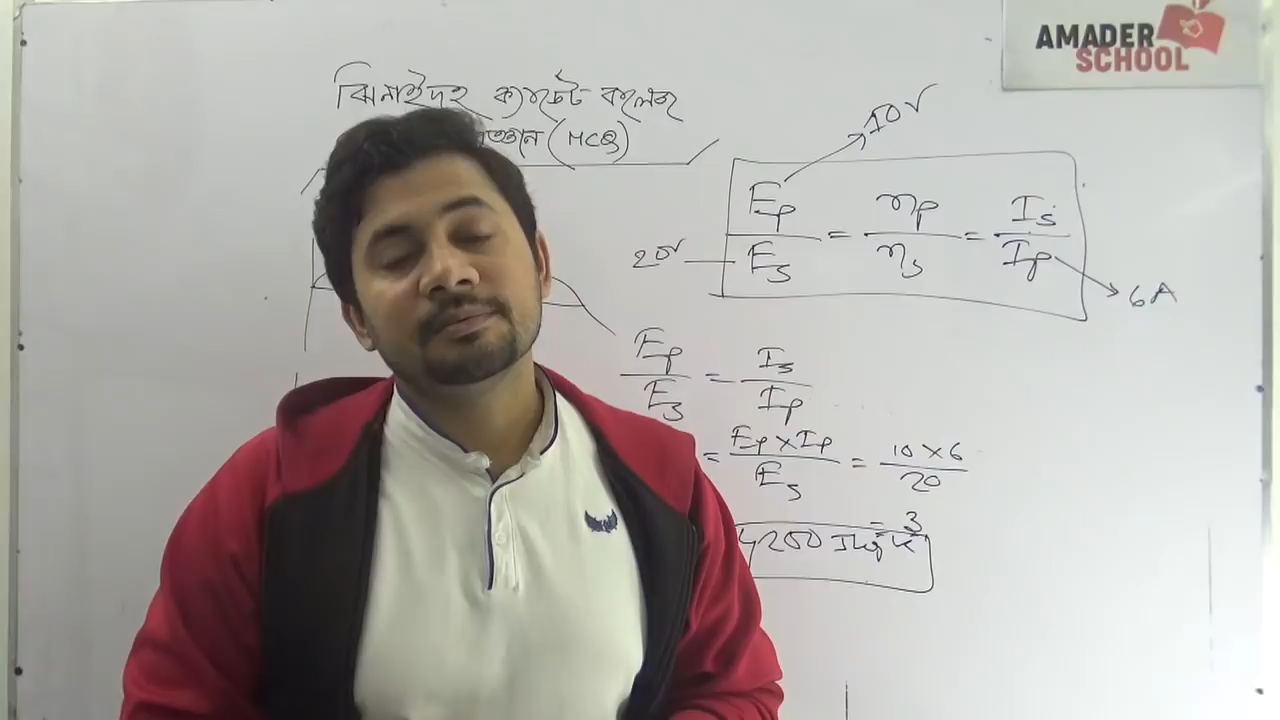 AMADER
SCHOOL
ঝিনাইদহ ক্যাডেট কলেজ
(MCQ)
10V
Ep/Es = np/ns = Is/Ip
20V
6A
Ep/Es = Is/Ip
= Ep×Ip/Es = 10×6/20
= 3
4200